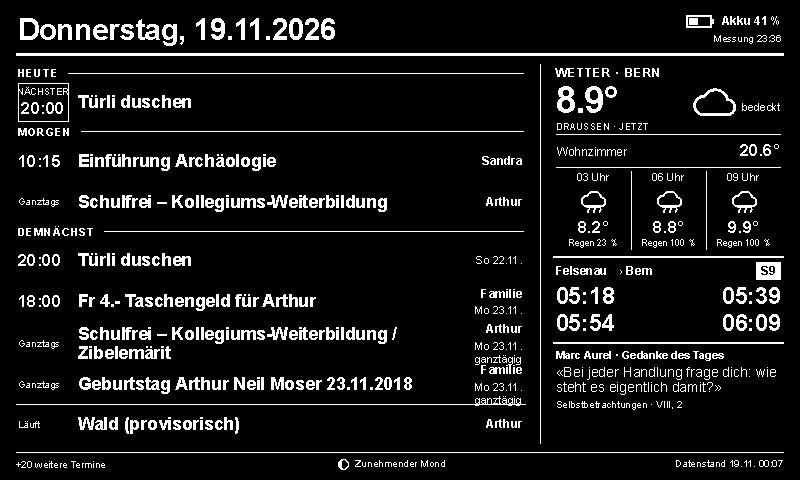 Donnerstag, 19.11.2026
Akku 41 %
Messung 23:36
HEUTE
NÄCHSTER
20:00 Türli duschen
MORGEN
10:15 Einführung Archäologie Sandra
Ganztags Schulfrei – Kollegiums-Weiterbildung Arthur
DEMNÄCHST
20:00 Türli duschen So 22.11.
18:00 Fr 4.- Taschengeld für Arthur Familie
Mo 23.11.
Ganztags Schulfrei – Kollegiums-Weiterbildung / Arthur
Zibelemärit Mo 23.11.
ganztägig
Ganztags Geburtstag Arthur Neil Moser 23.11.2018 Familie
Mo 23.11.
ganztägig
Läuft Wald (provisorisch) Arthur
WETTER · BERN
8.9° bedeckt
DRAUSSEN · JETZT
Wohnzimmer 20.6°
03 Uhr 06 Uhr 09 Uhr
8.2° 8.8° 9.9°
Regen 23 % Regen 100 % Regen 100 %
Felsenau › Bern S9
05:18 05:39
05:54 06:09
Marc Aurel · Gedanke des Tages
«Bei jeder Handlung frage dich: wie
steht es eigentlich damit?»
Selbstbetrachtungen · VIII, 2
+20 weitere Termine
Zunehmender Mond
Datenstand 19.11. 00:07